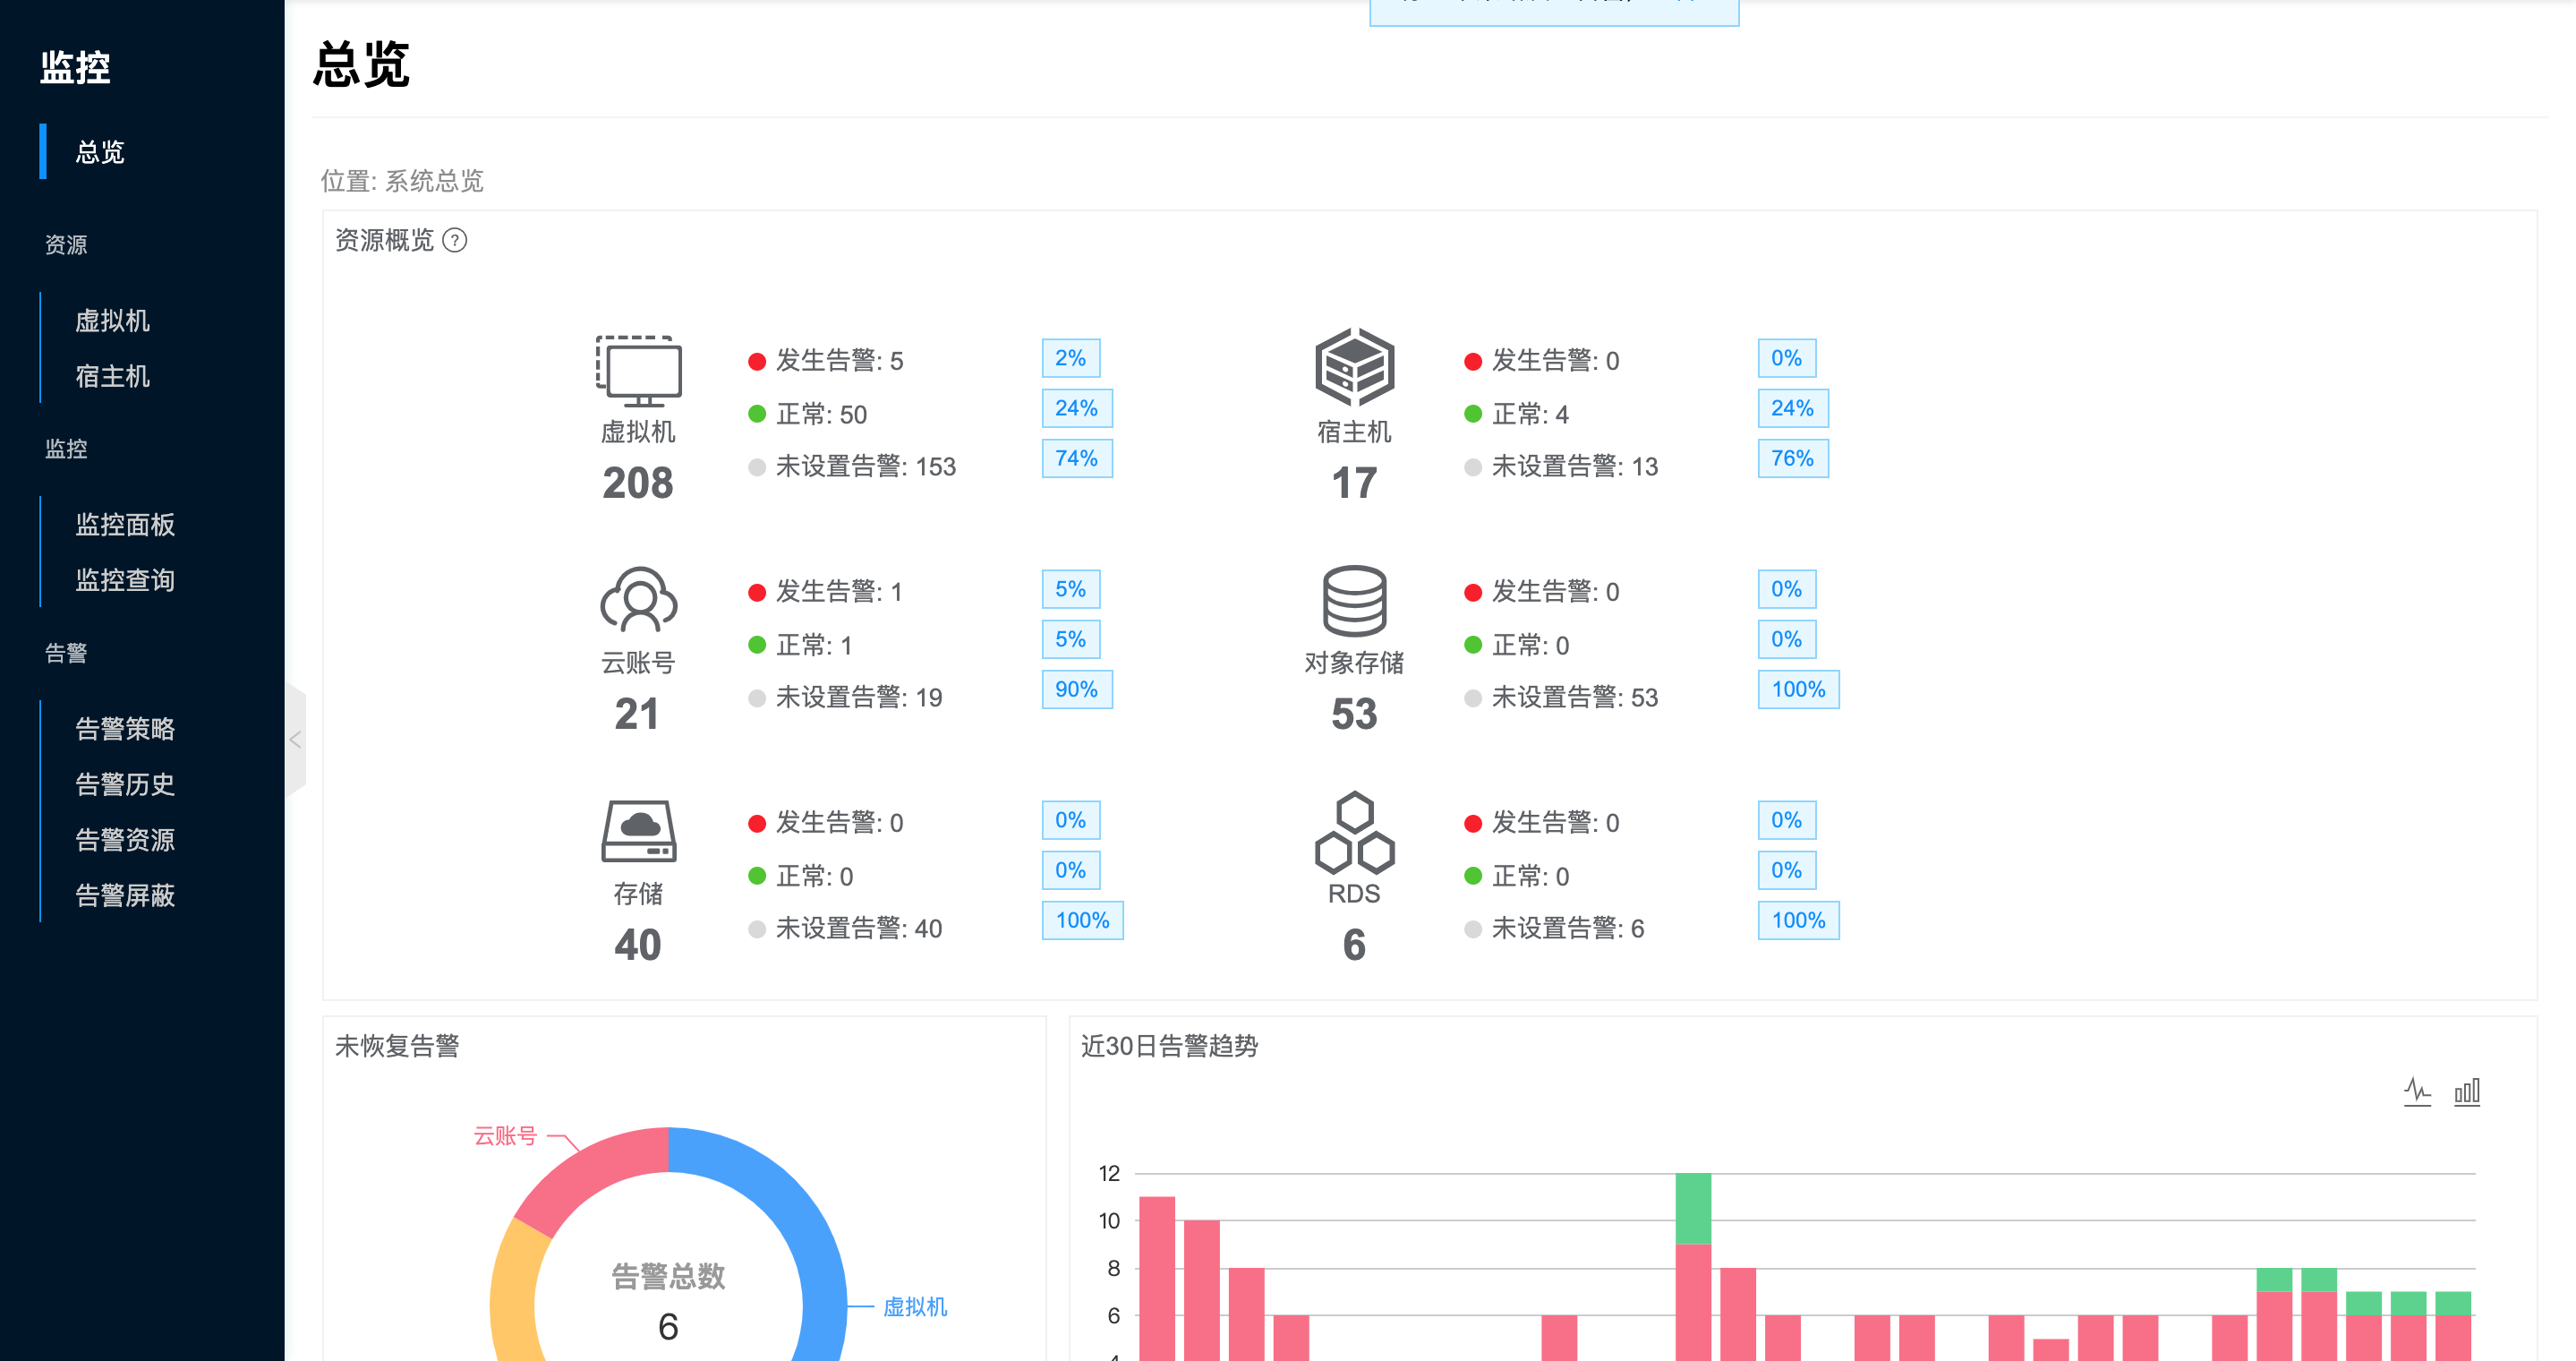 监控
总览
资源
虚拟机
宿主机
监控
监控面板
监控查询
告警
告警策略
告警历史
告警资源
告警屏蔽
总览
位置: 系统总览
资源概览 ?
虚拟机
208
发生告警: 5 2%
正常: 50 24%
未设置告警: 153 74%
宿主机
17
发生告警: 0 0%
正常: 4 24%
未设置告警: 13 76%
云账号
21
发生告警: 1 5%
正常: 1 5%
未设置告警: 19 90%
对象存储
53
发生告警: 0 0%
正常: 0 0%
未设置告警: 53 100%
存储
40
发生告警: 0 0%
正常: 0 0%
未设置告警: 40 100%
RDS
6
发生告警: 0 0%
正常: 0 0%
未设置告警: 6 100%
未恢复告警
云账号
告警总数
6
虚拟机
近30日告警趋势
12
10
8
6